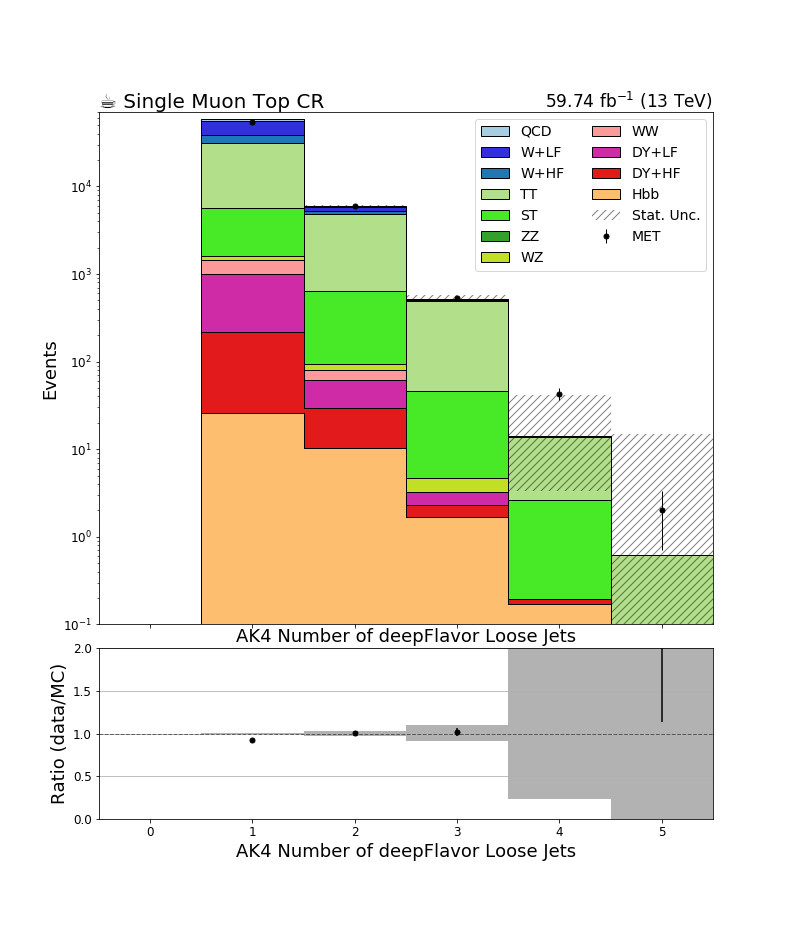 ☕ Single Muon Top CR 59.74 fb⁻¹ (13 TeV)
QCD WW
W+LF DY+LF
W+HF DY+HF
TT Hbb
ST Stat. Unc.
ZZ MET
WZ
Events
10⁴
10³
10²
10¹
10⁰
10⁻¹
AK4 Number of deepFlavor Loose Jets
Ratio (data/MC)
2.0
1.5
1.0
0.5
0.0
0 1 2 3 4 5
AK4 Number of deepFlavor Loose Jets